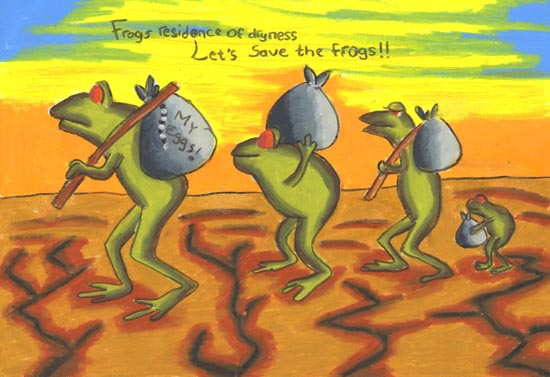 Frogs residence of dryness
Let's save the frogs!!
MY
Eggs!